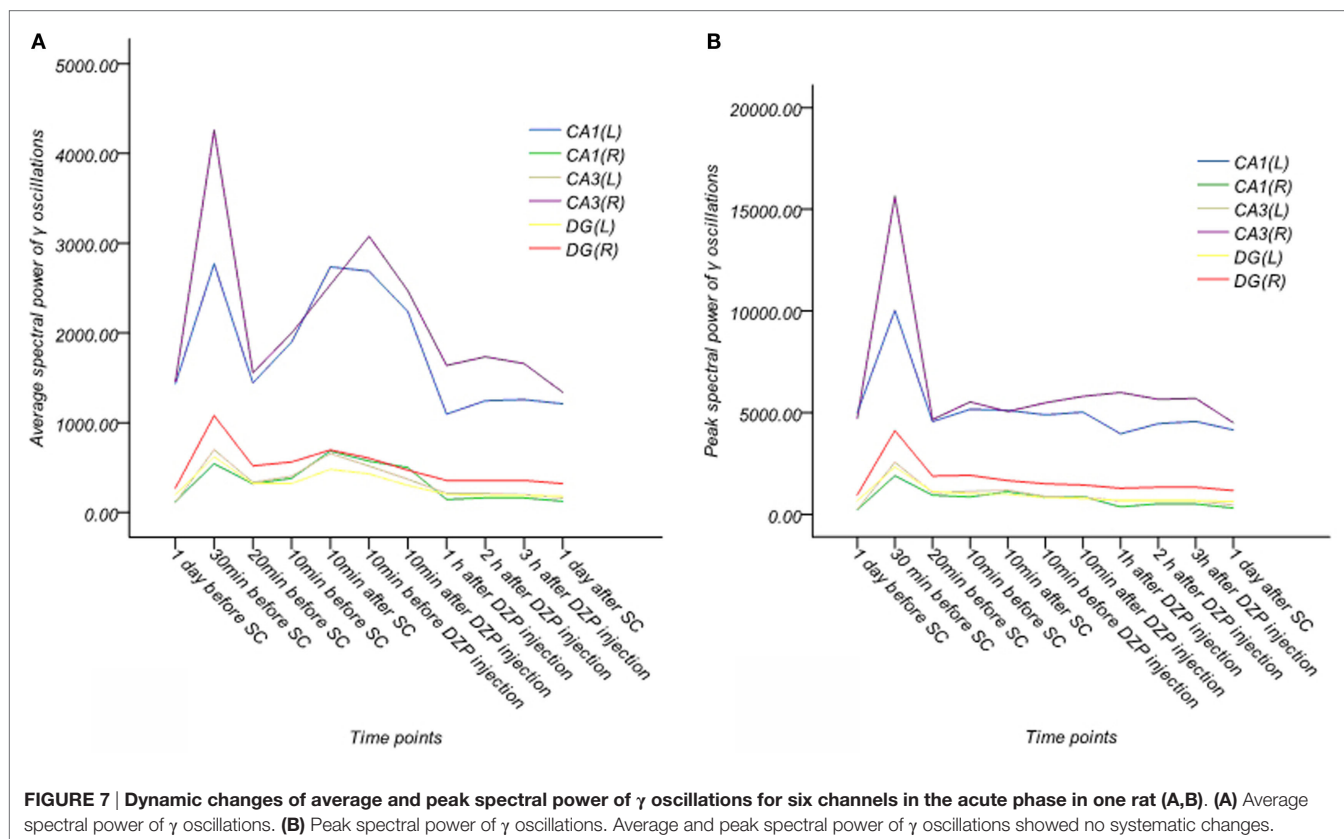 A
5000.00
4000.00
3000.00
2000.00
1000.00
0.00
Average spectral power of γ oscillations
CA1(L)
CA1(R)
CA3(L)
CA3(R)
DG(L)
DG(R)
1 day before SC
30min before SC
20min before SC
10min before SC
10min after SC
10min before DZP injection
10min after DZP injection
1 h after DZP injection
2 h after DZP injection
3 h after DZP injection
1 day after SC
Time points
B
20000.00
15000.00
10000.00
5000.00
0.00
Peak spectral power of γ oscillations
CA1(L)
CA1(R)
CA3(L)
CA3(R)
DG(L)
DG(R)
1 day before SC
30 min before SC
20min before SC
10min before SC
10min after SC
10min before DZP injection
10min after DZP injection
1h after DZP injection
2 h after DZP injection
3h after DZP injection
1 day after SC
Time points
FIGURE 7 | Dynamic changes of average and peak spectral power of γ oscillations for six channels in the acute phase in one rat (A,B). (A) Average
spectral power of γ oscillations. (B) Peak spectral power of γ oscillations. Average and peak spectral power of γ oscillations showed no systematic changes.